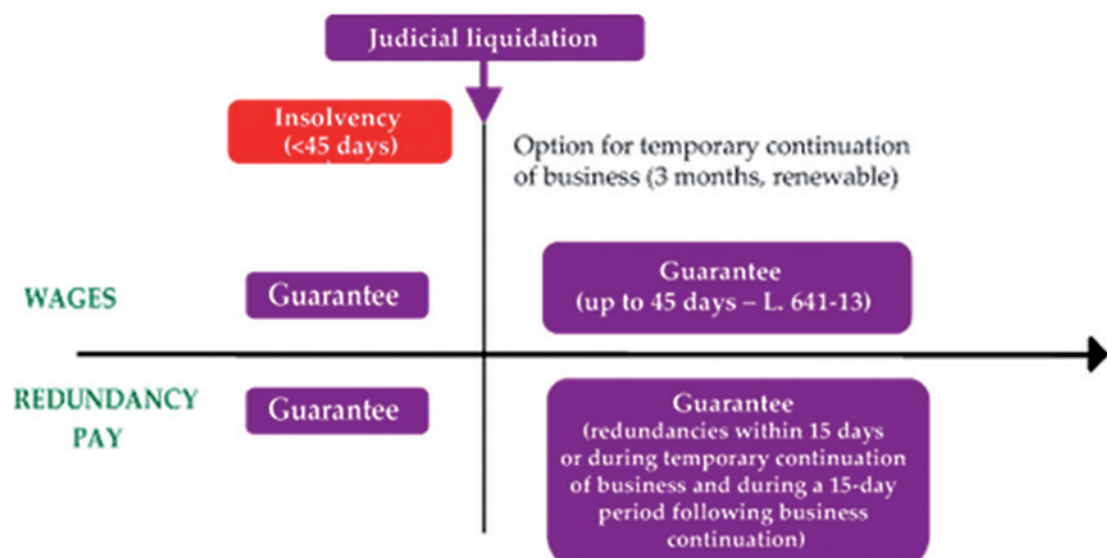 Judicial liquidation
Insolvency
(<45 days)
Option for temporary continuation
of business (3 months, renewable)
WAGES
Guarantee
Guarantee
(up to 45 days – L. 641-13)
REDUNDANCY
PAY
Guarantee
Guarantee
(redundancies within 15 days
or during temporary continuation
of business and during a 15-day
period following business
continuation)